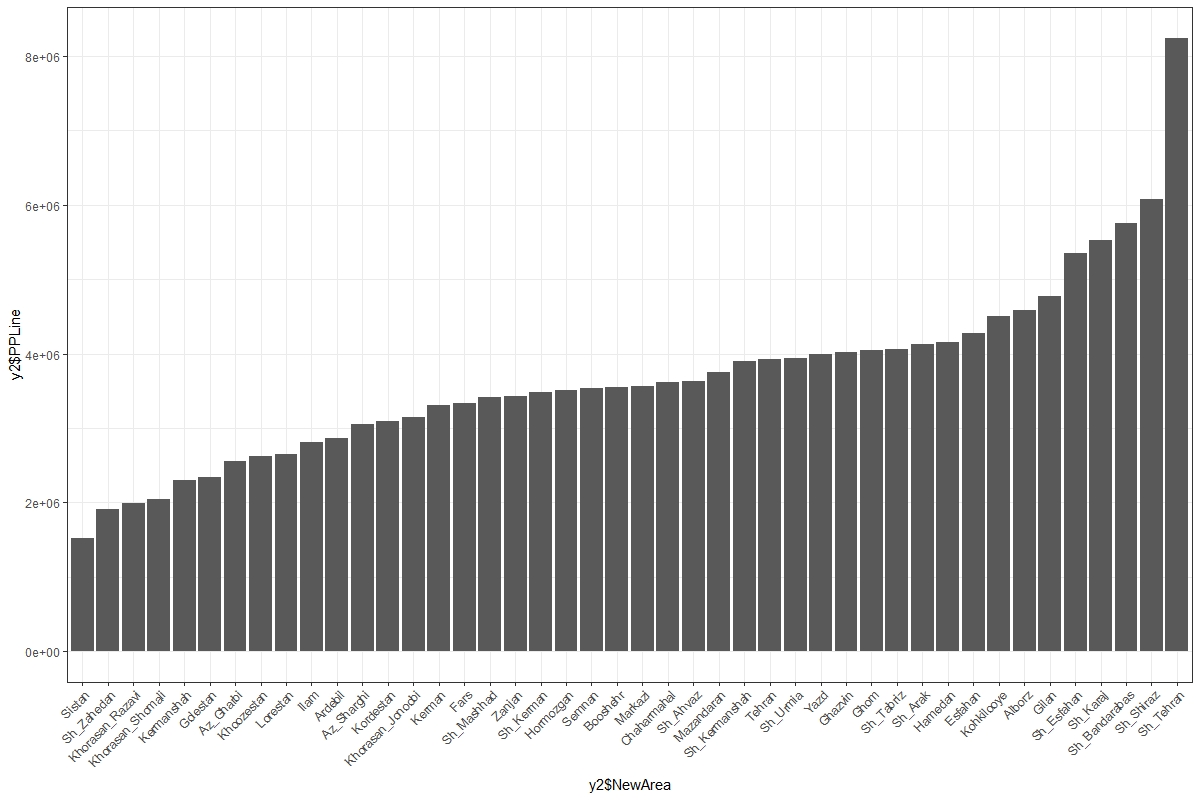 8e+06
6e+06
4e+06
2e+06
0e+00
y2$PPLine
Sistan
Sh_Zahedan
Khorasan_Razavi
Khorasan_Shomali
Kermanshah
Golestan
Az_Gharbi
Khoozestan
Lorestan
Ilam
Ardebil
Az_Sharghi
Kordestan
Khorasan_Jonoobi
Kerman
Fars
Sh_Mashhad
Zanjan
Sh_Kerman
Hormozgan
Semnan
Booshehr
Markazi
Chaharmahal
Sh_Ahvaz
Mazandaran
Sh_Kermanshah
Tehran
Sh_Urmia
Yazd
Ghazvin
Ghom
Sh_Tabriz
Sh_Arak
Hamedan
Esfahan
Kohkilooye
Alborz
Gilan
Sh_Esfahan
Sh_Karaj
Sh_Bandarabas
Sh_Shiraz
Sh_Tehran
y2$NewArea